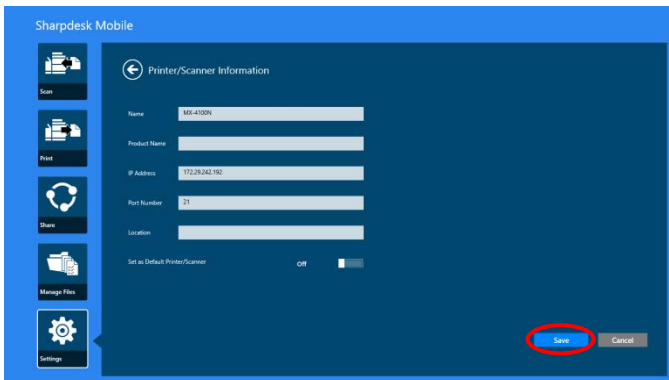 Sharpdesk Mobile
Scan
Print
Share
Manage Files
Settings
Printer/Scanner Information
Name MX-4100N
Product Name
IP Address 172.29.242.192
Port Number 21
Location
Set as Default Printer/Scanner Off
Save Cancel